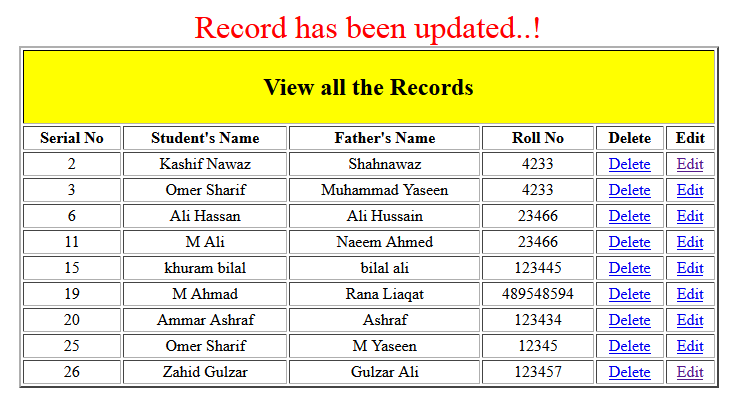 Record has been updated..!
View all the Records
Serial No Student's Name Father's Name Roll No Delete Edit
2 Kashif Nawaz Shahnawaz 4233 Delete Edit
3 Omer Sharif Muhammad Yaseen 4233 Delete Edit
6 Ali Hassan Ali Hussain 23466 Delete Edit
11 M Ali Naeem Ahmed 23466 Delete Edit
15 khuram bilal bilal ali 123445 Delete Edit
19 M Ahmad Rana Liaqat 489548594 Delete Edit
20 Ammar Ashraf Ashraf 123434 Delete Edit
25 Omer Sharif M Yaseen 12345 Delete Edit
26 Zahid Gulzar Gulzar Ali 123457 Delete Edit